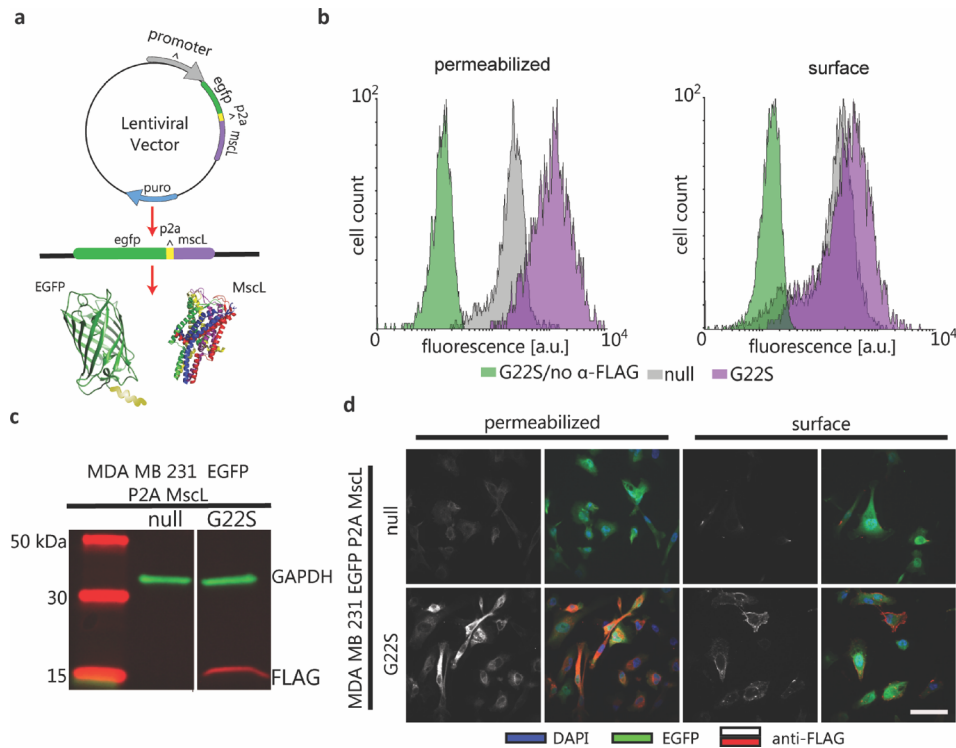 a
promoter
^
egfp
p2a
^
mscL
Lentiviral
Vector
puro
p2a
egfp ^ mscL
EGFP
MscL
b
permeabilized
surface
10²
cell count
fluorescence [a.u.]
10⁴
10²
cell count
fluorescence [a.u.]
10⁴
G22S/no α-FLAG null G22S
c
MDA MB 231 EGFP
P2A MscL
null G22S
50 kDa
30
15
GAPDH
FLAG
d
permeabilized surface
MDA MB 231 EGFP P2A MscL
null
G22S
DAPI EGFP anti-FLAG